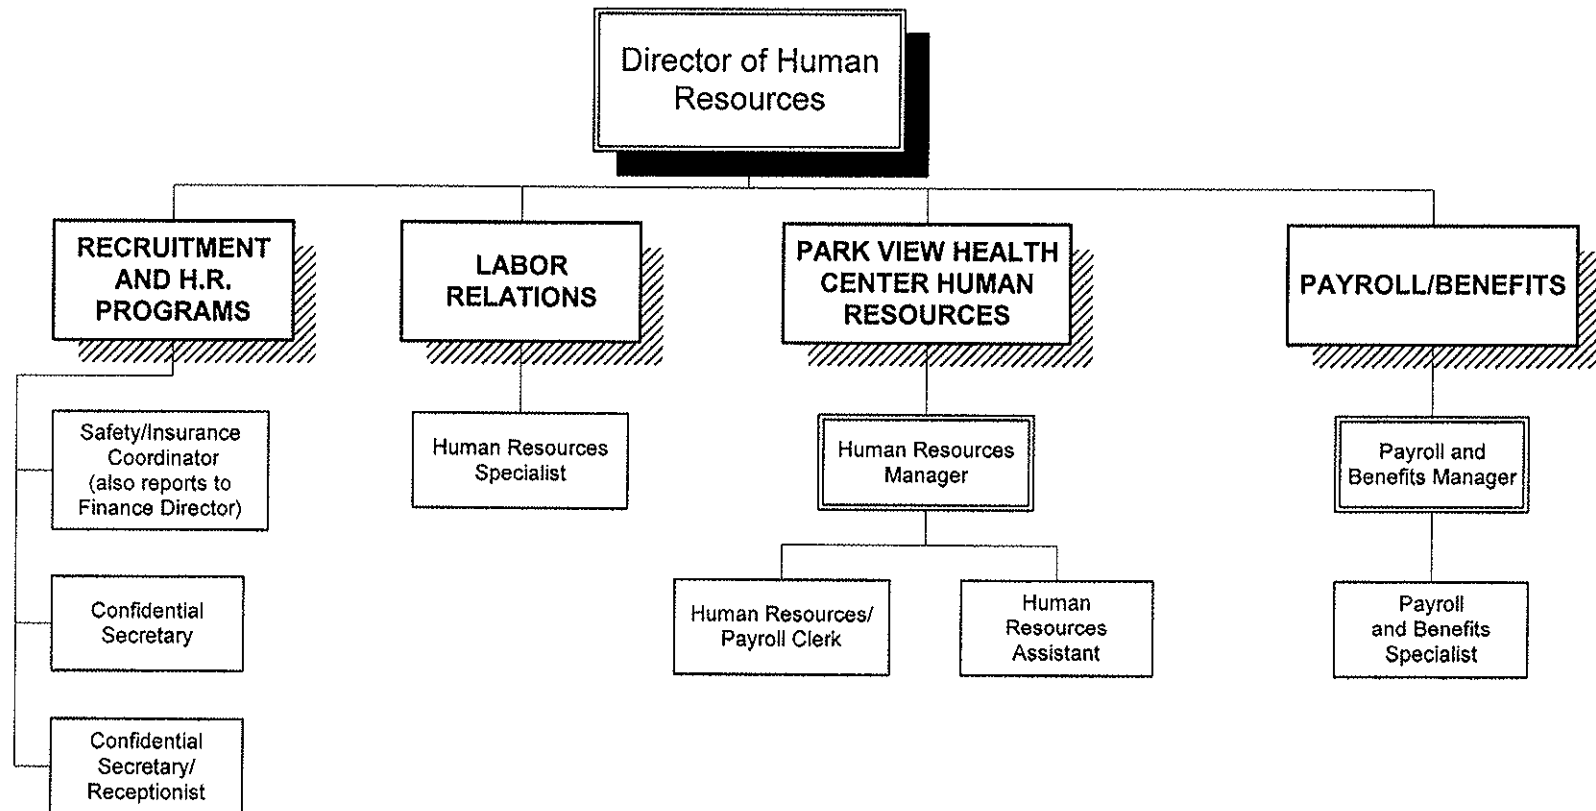 Director of Human
Resources
RECRUITMENT
AND H.R.
PROGRAMS
LABOR
RELATIONS
PARK VIEW HEALTH
CENTER HUMAN
RESOURCES
PAYROLL/BENEFITS
Safety/Insurance
Coordinator
(also reports to
Finance Director)
Confidential
Secretary
Confidential
Secretary/
Receptionist
Human Resources
Specialist
Human Resources
Manager
Human Resources/
Payroll Clerk
Human
Resources
Assistant
Payroll and
Benefits Manager
Payroll
and Benefits
Specialist